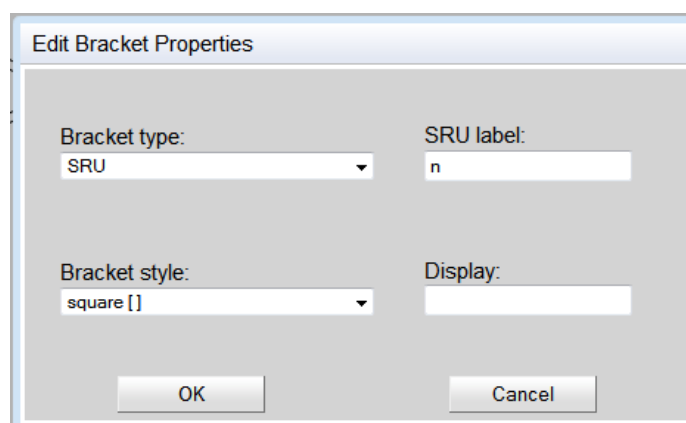 Edit Bracket Properties
Bracket type:
SRU label:
SRU
n
Bracket style:
Display:
square [ ]
OK
Cancel